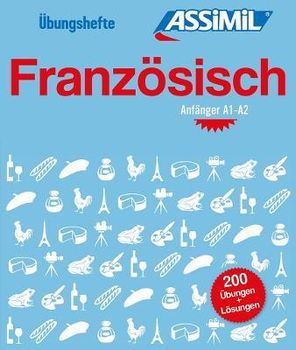 Übungshefte
ASSiMiL
Französisch
Anfänger A1-A2
200
Übungen
+
Lösungen